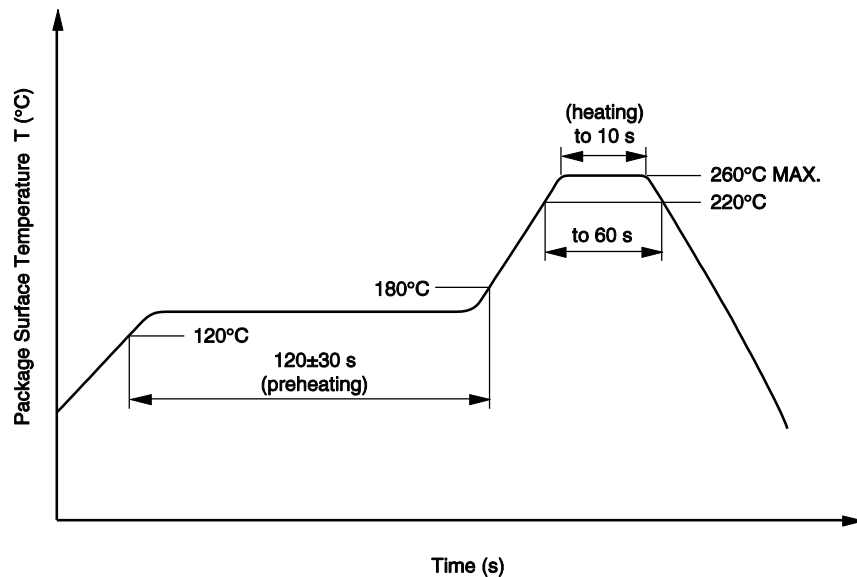 Package Surface Temperature T (°C)
(heating)
to 10 s
260°C MAX.
220°C
to 60 s
180°C
120°C
120±30 s
(preheating)
Time (s)